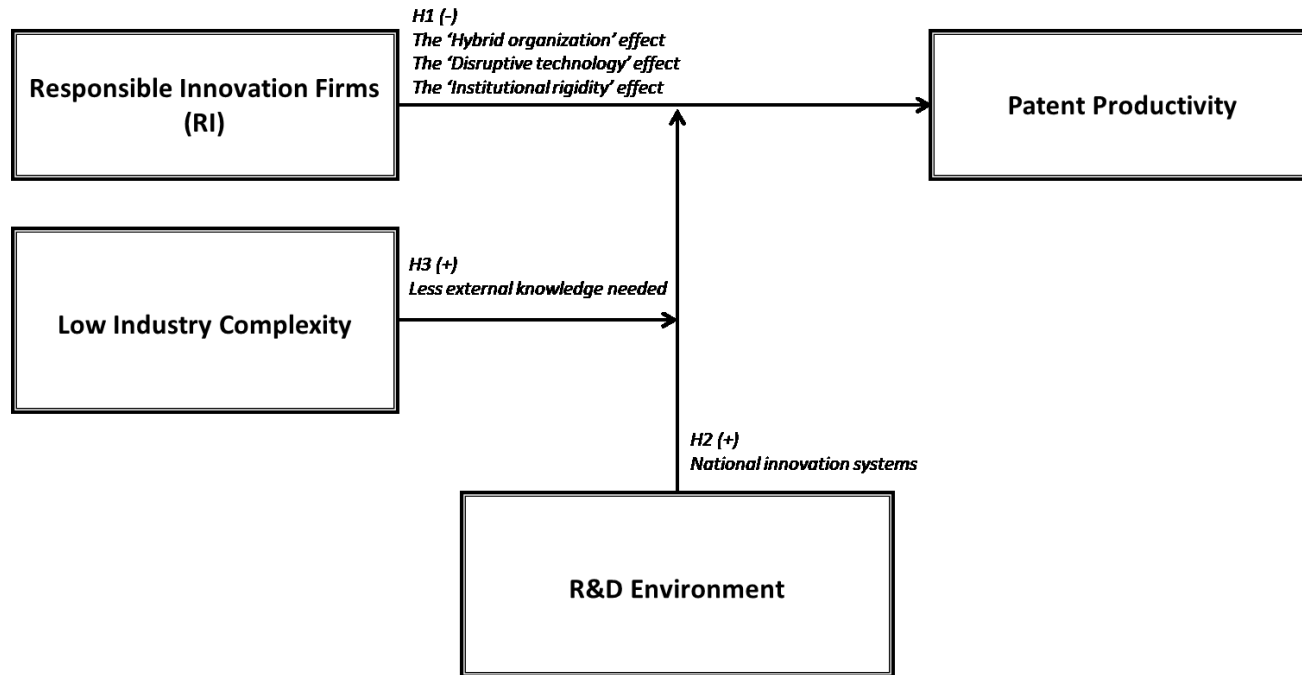 H1 (-)
The ‘Hybrid organization’ effect
The ‘Disruptive technology’ effect
The ‘Institutional rigidity’ effect
Responsible Innovation Firms
(RI)
Patent Productivity
H3 (+)
Less external knowledge needed
Low Industry Complexity
H2 (+)
National innovation systems
R&D Environment